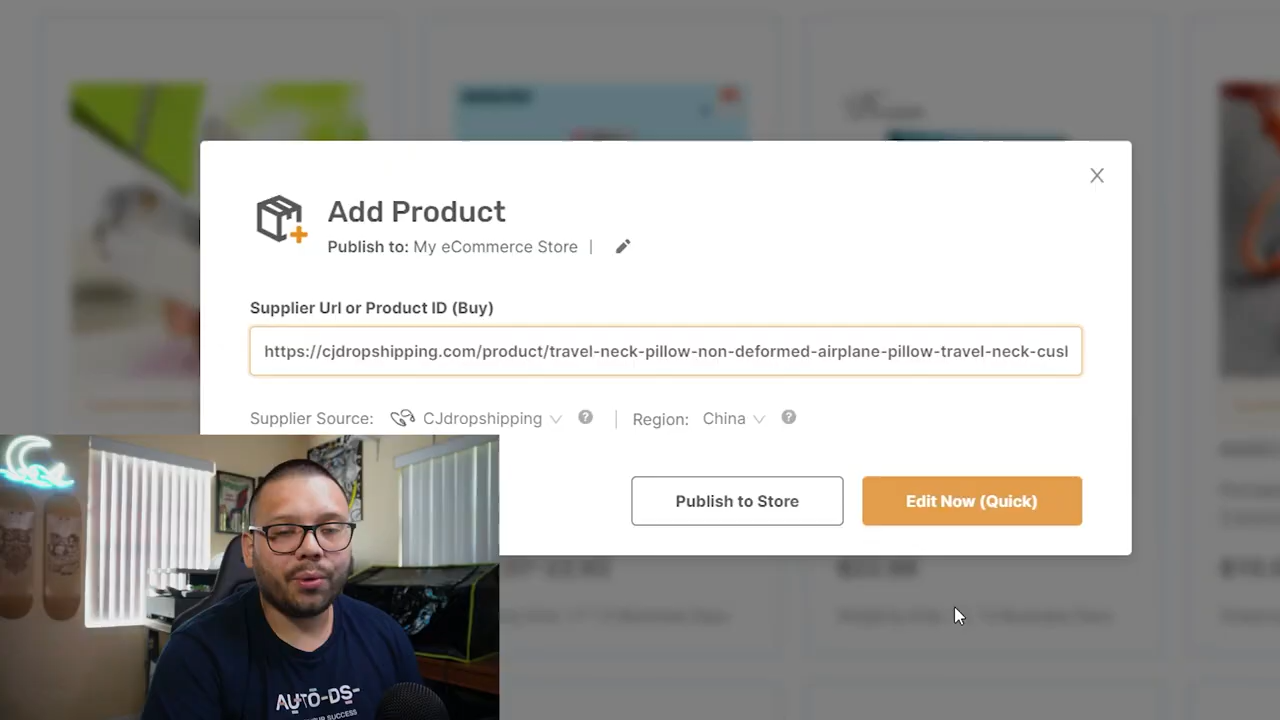 Add Product
Publish to: My eCommerce Store |
Supplier Url or Product ID (Buy)
https://cjdropshipping.com/product/travel-neck-pillow-non-deformed-airplane-pillow-travel-neck-cusl
Supplier Source: CJdropshipping ? | Region: China ?
Publish to Store
Edit Now (Quick)
AUTO-DS-
YOUR SUCCESS